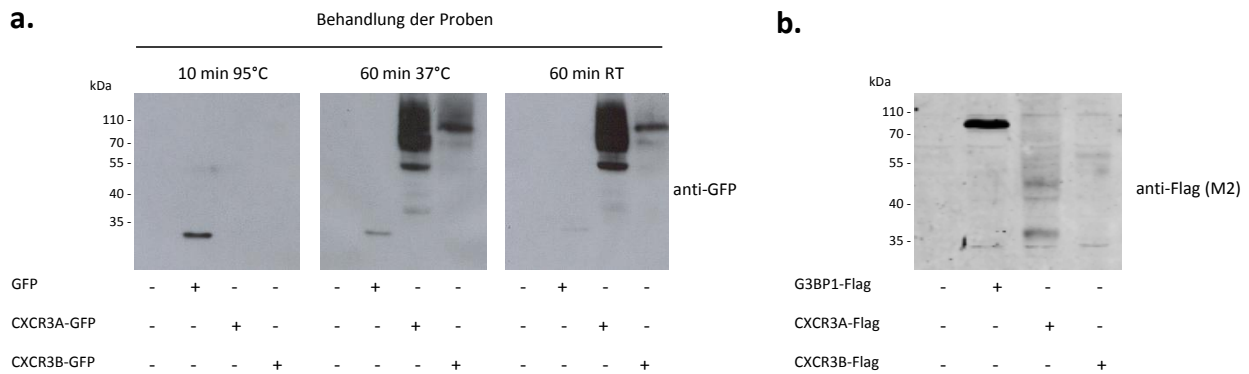 a.
Behandlung der Proben
10 min 95°C
60 min 37°C
60 min RT
kDa
110 -
70 -
55 -
40 -
35 -
anti-GFP
GFP - + - - - + - - - + - -
CXCR3A-GFP - - + - - - + - - - + -
CXCR3B-GFP - - - + - - - + - - - +
b.
kDa
110 -
70 -
55 -
40 -
35 -
anti-Flag (M2)
G3BP1-Flag - + - -
CXCR3A-Flag - - + -
CXCR3B-Flag - - - +